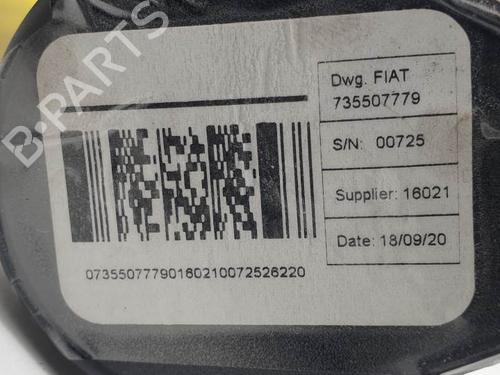 B-PARTS
Dwg. FIAT
735507779
S/N: 00725
Supplier: 16021
Date: 18/09/20
07355077790160210072526220